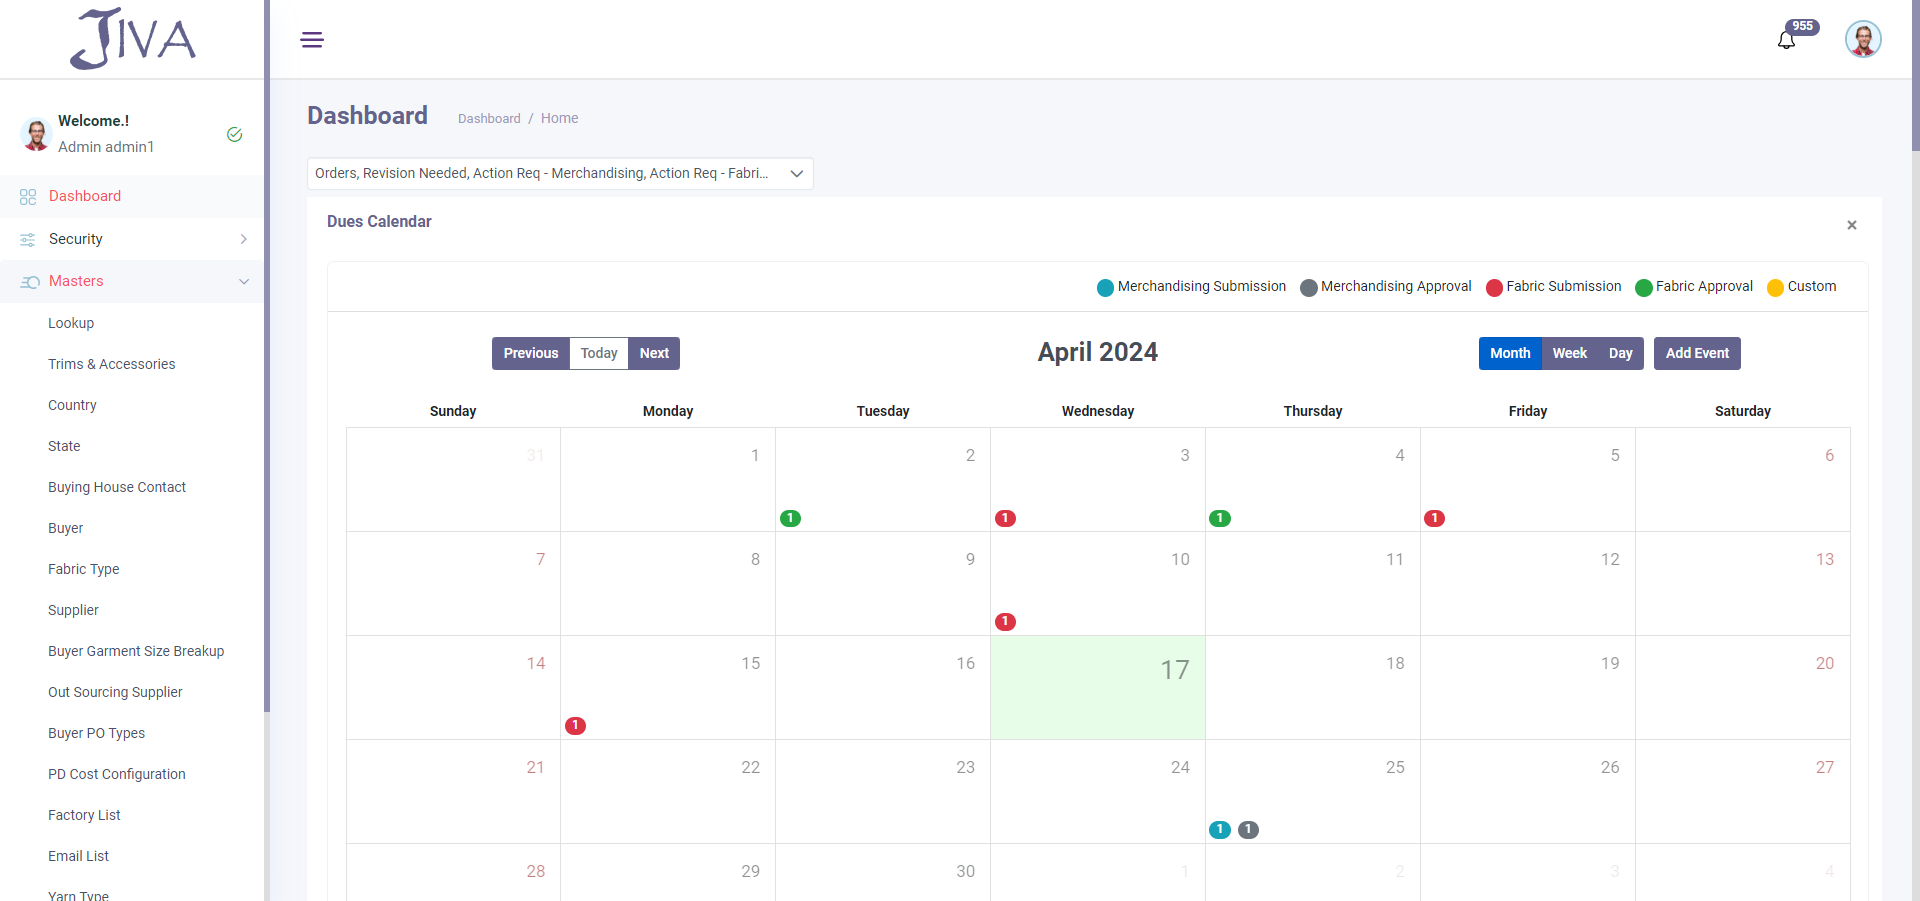 JIVA
955
Welcome.!
Admin admin1
Dashboard
Security
Masters
Lookup
Trims & Accessories
Country
State
Buying House Contact
Buyer
Fabric Type
Supplier
Buyer Garment Size Breakup
Out Sourcing Supplier
Buyer PO Types
PD Cost Configuration
Factory List
Email List
Yarn Type
Dashboard
Dashboard / Home
Orders, Revision Needed, Action Req - Merchandising, Action Req - Fabri...
Dues Calendar
×
Merchandising Submission Merchandising Approval Fabric Submission Fabric Approval Custom
Previous Today Next
April 2024
Month Week Day Add Event
Sunday Monday Tuesday Wednesday Thursday Friday Saturday
31 1 2 3 4 5 6
1 1 1 1
7 8 9 10 11 12 13
1
14 15 16 17 18 19 20
1
21 22 23 24 25 26 27
1 1
28 29 30 1 2 3 4